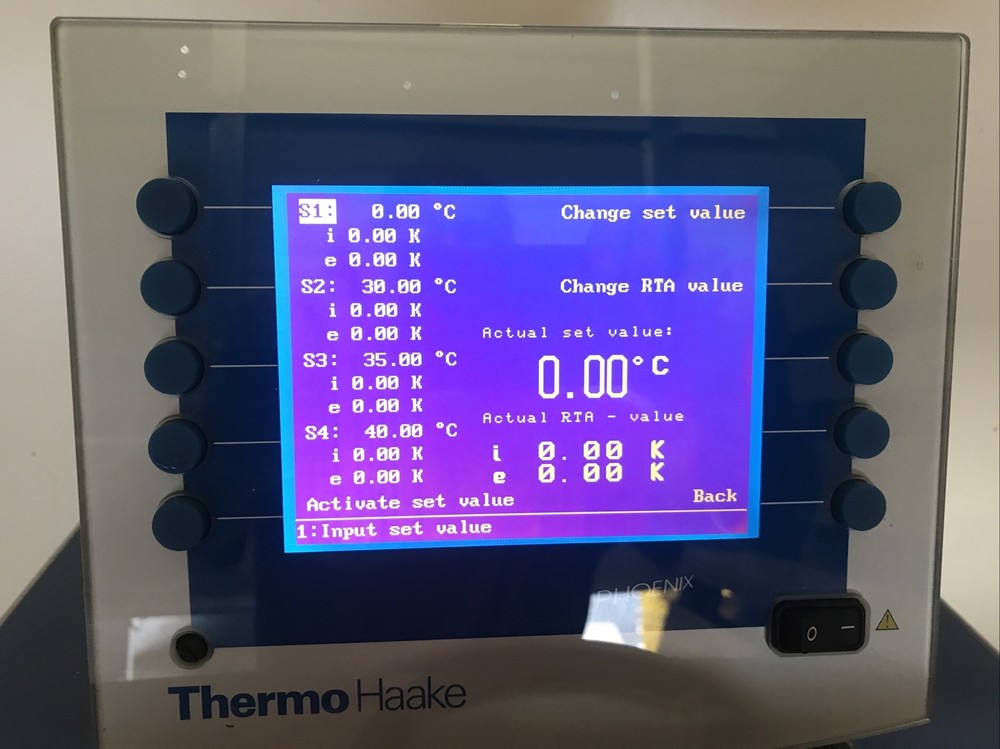 S1: 0.00 °C Change set value
i 0.00 K
e 0.00 K
S2: 30.00 °C Change RTA value
i 0.00 K
e 0.00 K Actual set value:
S3: 35.00 °C
i 0.00 K 0.00°C
e 0.00 K Actual RTA - value
S4: 40.00 °C
i 0.00 K i 0.00 K
e 0.00 K e 0.00 K
Activate set value Back
1:Input set value
PHOENIX
O —
Thermo Haake